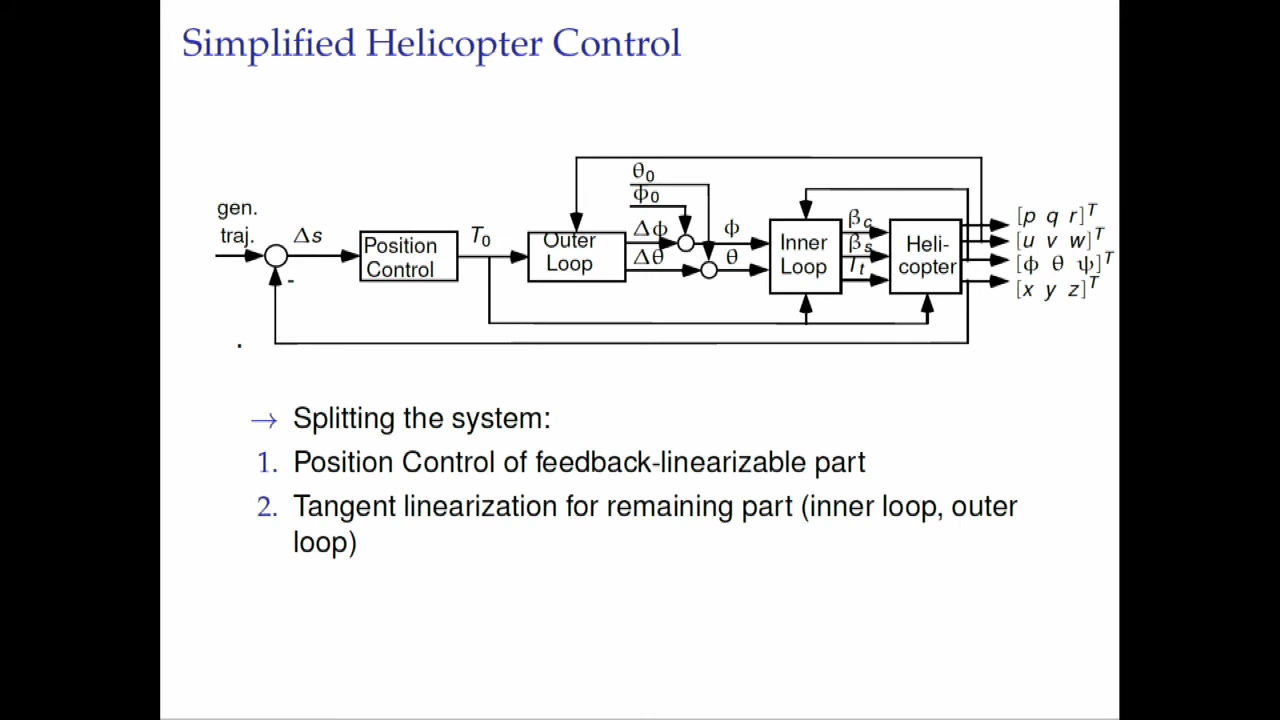 Simplified Helicopter Control
gen.
traj.
Δs
-
Position
Control
T0
Outer
Loop
θ0
ϕ0
Δϕ
Δθ
ϕ
θ
Inner
Loop
βc
βs
Tt
Heli-
copter
[p q r]T
[u v w]T
[ϕ θ ψ]T
[x y z]T
.
→ Splitting the system:
1. Position Control of feedback-linearizable part
2. Tangent linearization for remaining part (inner loop, outer
loop)